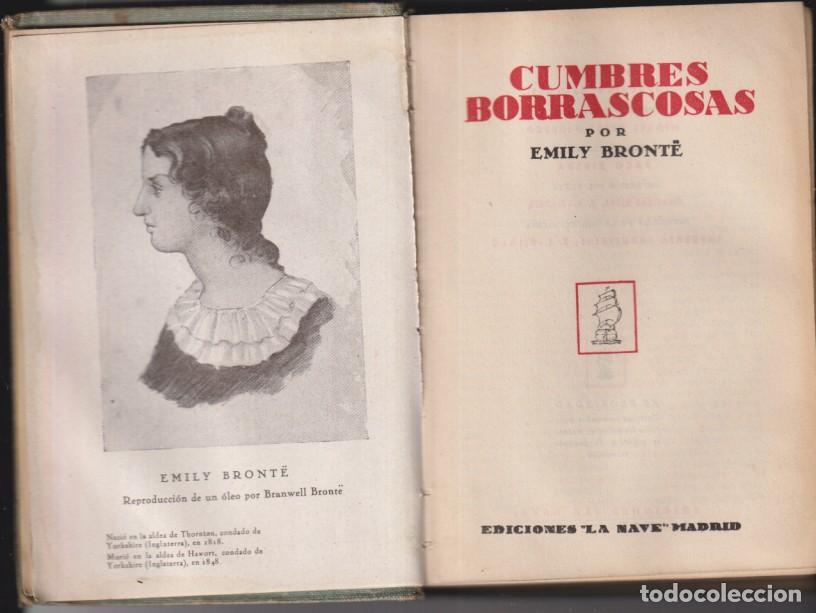 EMILY BRONTË
Reproducción de un óleo por Branwell Brontë
Nació en la aldea de Thornton, condado de
Yorkshire (Inglaterra), en 1818.
Murió en la aldea de Hawort, condado de
Yorkshire (Inglaterra), en 1848.
CUMBRES
BORRASCOSAS
POR
EMILY BRONTË
EDICIONES "LA NAVE" MADRID
todocoleccion